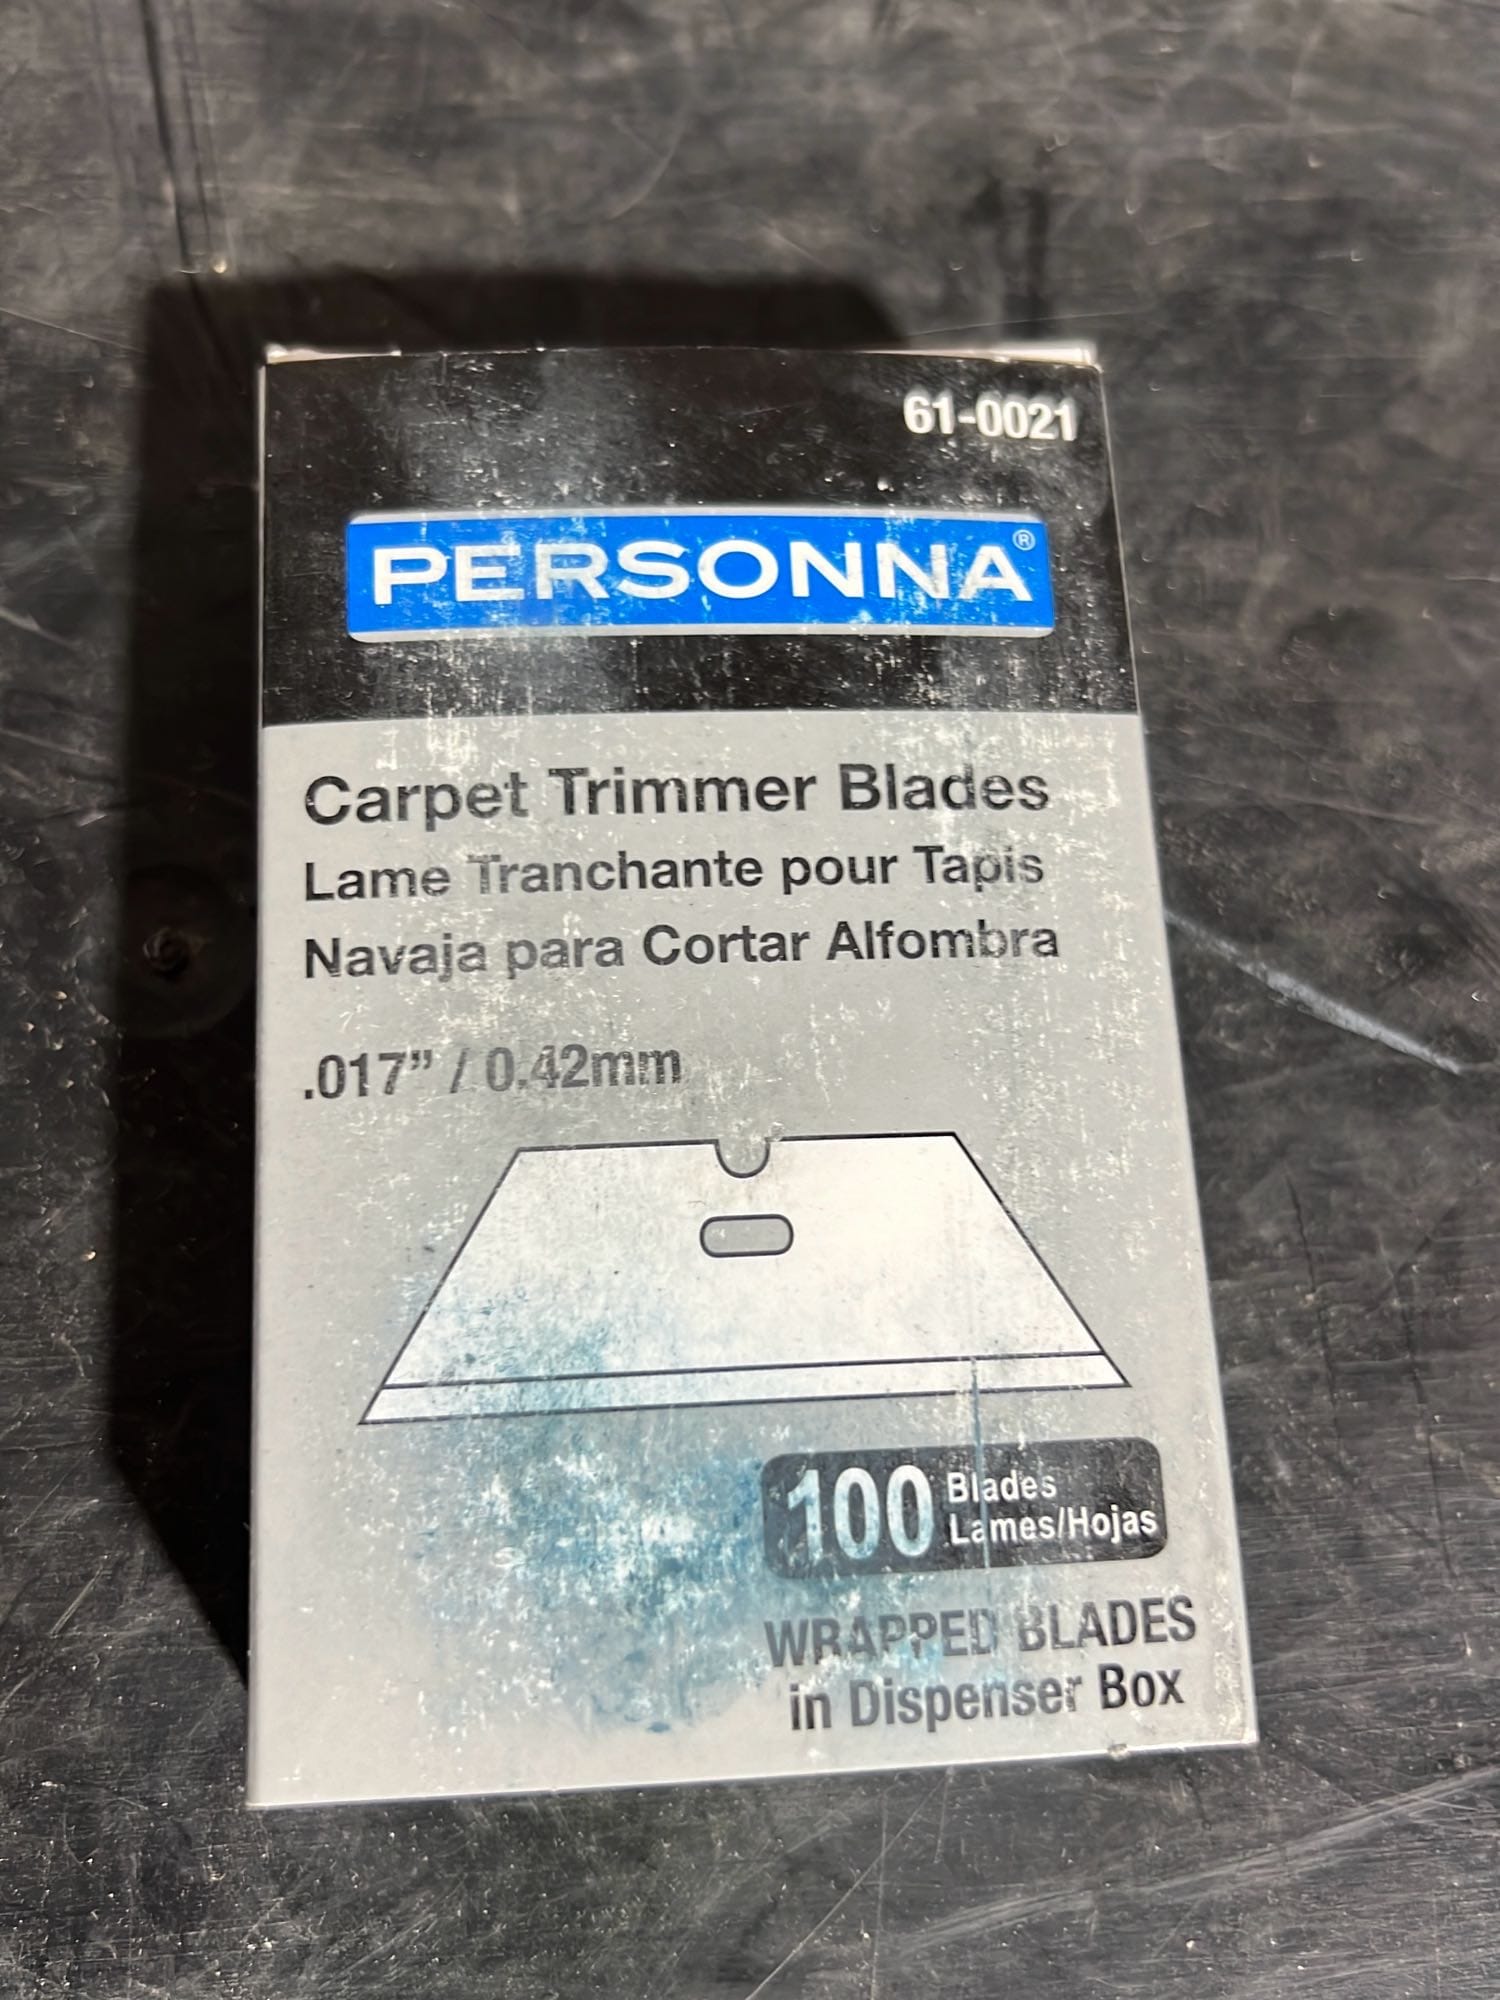 61-0021
PERSONNA®
Carpet Trimmer Blades
Lame Tranchante pour Tapis
Navaja para Cortar Alfombra
.017” / 0.42mm
100 Blades
Lames/Hojas
WRAPPED BLADES
in Dispenser Box